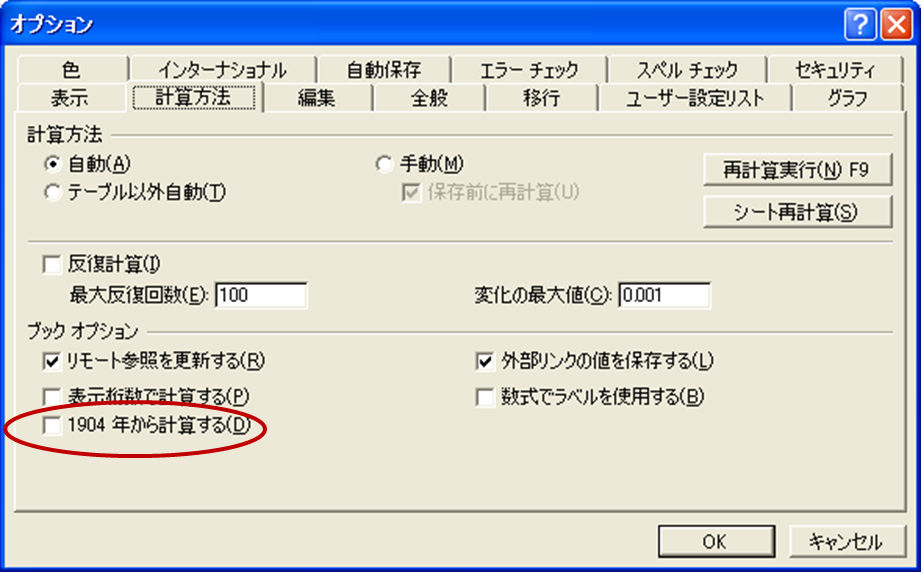 オプション
色 インターナショナル 自動保存 エラー チェック スペル チェック セキュリティ
表示 計算方法 編集 全般 移行 ユーザー設定リスト グラフ
計算方法
自動(A) 手動(M) 再計算実行(N) F9
テーブル以外自動(T) 保存前に再計算(U)
シート再計算(S)
反復計算(I)
最大反復回数(E): 100 変化の最大値(C): 0.001
ブック オプション
リモート参照を更新する(R) 外部リンクの値を保存する(L)
表示桁数で計算する(P) 数式でラベルを使用する(B)
1904 年から計算する(D)
OK キャンセル